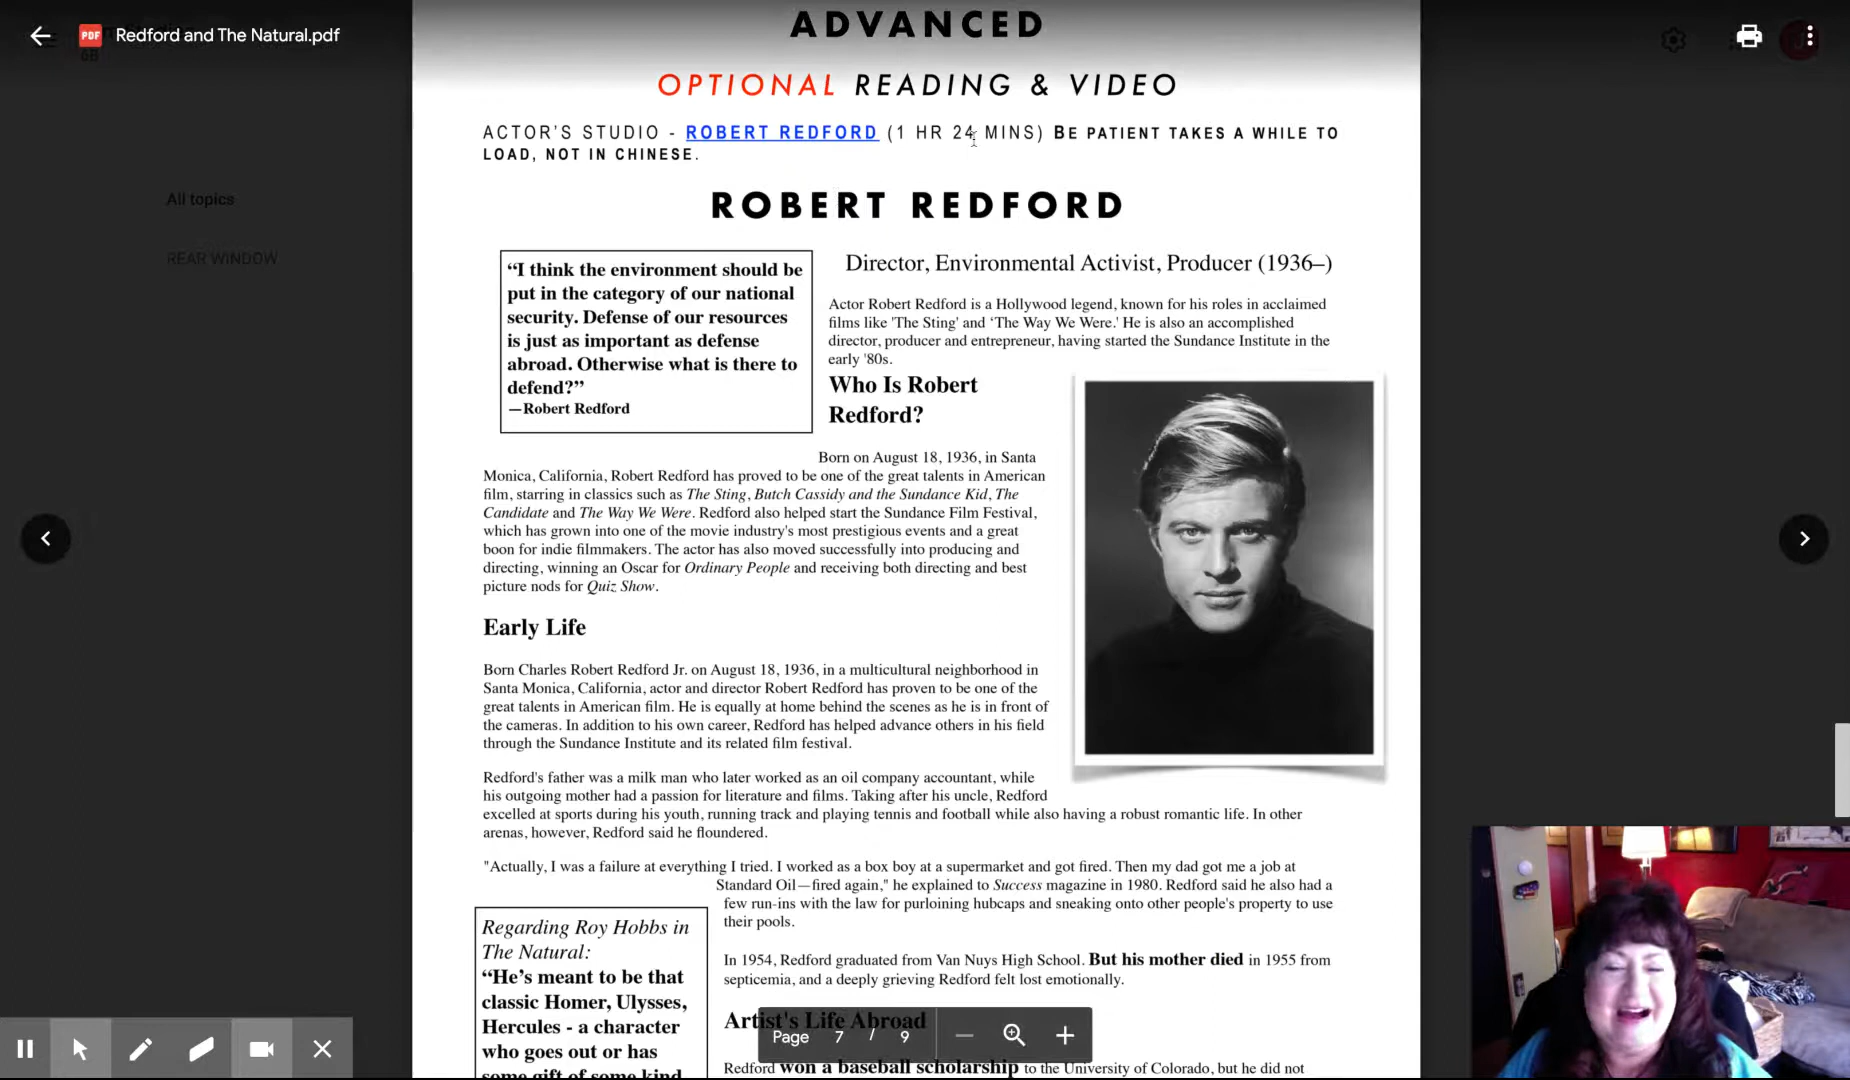 PDF Redford and The Natural.pdf
All topics
REAR WINDOW
ADVANCED
OPTIONAL READING & VIDEO
ACTOR'S STUDIO - ROBERT REDFORD (1 HR 24 MINS) BE PATIENT TAKES A WHILE TO
LOAD, NOT IN CHINESE.
ROBERT REDFORD
“I think the environment should be
put in the category of our national
security. Defense of our resources
is just as important as defense
abroad. Otherwise what is there to
defend?”
—Robert Redford
Director, Environmental Activist, Producer (1936–)
Actor Robert Redford is a Hollywood legend, known for his roles in acclaimed
films like 'The Sting' and ‘The Way We Were.' He is also an accomplished
director, producer and entrepreneur, having started the Sundance Institute in the
early '80s.
Who Is Robert
Redford?
Born on August 18, 1936, in Santa
Monica, California, Robert Redford has proved to be one of the great talents in American
film, starring in classics such as The Sting, Butch Cassidy and the Sundance Kid, The
Candidate and The Way We Were. Redford also helped start the Sundance Film Festival,
which has grown into one of the movie industry's most prestigious events and a great
boon for indie filmmakers. The actor has also moved successfully into producing and
directing, winning an Oscar for Ordinary People and receiving both directing and best
picture nods for Quiz Show.
Early Life
Born Charles Robert Redford Jr. on August 18, 1936, in a multicultural neighborhood in
Santa Monica, California, actor and director Robert Redford has proven to be one of the
great talents in American film. He is equally at home behind the scenes as he is in front of
the cameras. In addition to his own career, Redford has helped advance others in his field
through the Sundance Institute and its related film festival.
Redford's father was a milk man who later worked as an oil company accountant, while
his outgoing mother had a passion for literature and films. Taking after his uncle, Redford
excelled at sports during his youth, running track and playing tennis and football while also having a robust romantic life. In other
arenas, however, Redford said he floundered.
"Actually, I was a failure at everything I tried. I worked as a box boy at a supermarket and got fired. Then my dad got me a job at
Standard Oil—fired again," he explained to Success magazine in 1980. Redford said he also had a
few run-ins with the law for purloining hubcaps and sneaking onto other people's property to use
their pools.
Regarding Roy Hobbs in
The Natural:
“He's meant to be that
classic Homer, Ulysses,
Hercules - a character
who goes out or has
some gift of some kind
In 1954, Redford graduated from Van Nuys High School. But his mother died in 1955 from
septicemia, and a deeply grieving Redford felt lost emotionally.
Artist's Life Abroad
Redford won a baseball scholarship to the University of Colorado, but he did not
Page 7 / 9